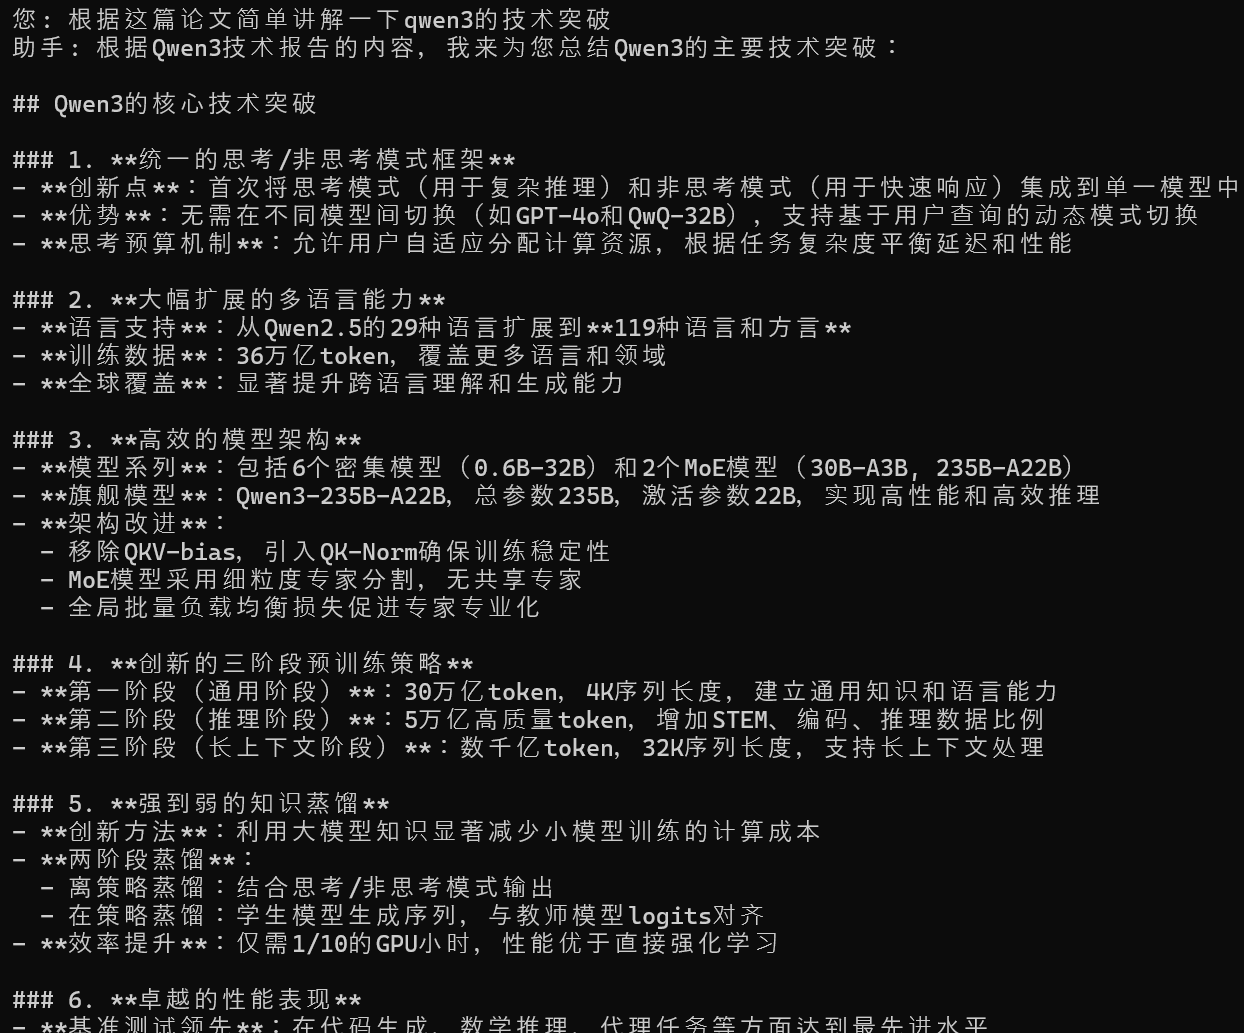 您: 根据这篇论文简单讲解一下qwen3的技术突破
助手: 根据Qwen3技术报告的内容, 我来为您总结Qwen3的主要技术突破:
## Qwen3的核心技术突破
### 1. **统一的思考/非思考模式框架**
- **创新点**: 首次将思考模式 (用于复杂推理) 和非思考模式 (用于快速响应) 集成到单一模型中
- **优势**: 无需在不同模型间切换 (如GPT-4o和QwQ-32B), 支持基于用户查询的动态模式切换
- **思考预算机制**: 允许用户自适应分配计算资源, 根据任务复杂度平衡延迟和性能
### 2. **大幅扩展的多语言能力**
- **语言支持**: 从Qwen2.5的29种语言扩展到**119种语言和方言**
- **训练数据**: 36万亿token, 覆盖更多语言和领域
- **全球覆盖**: 显著提升跨语言理解和生成能力
### 3. **高效的模型架构**
- **模型系列**: 包括6个密集模型 (0.6B-32B) 和2个MoE模型 (30B-A3B, 235B-A22B)
- **旗舰模型**: Qwen3-235B-A22B, 总参数235B, 激活参数22B, 实现高性能和高效推理
- **架构改进**:
  - 移除QKV-bias, 引入QK-Norm确保训练稳定性
  - MoE模型采用细粒度专家分割, 无共享专家
  - 全局批量负载均衡损失促进专家专业化
### 4. **创新的三阶段预训练策略**
- **第一阶段 (通用阶段) **: 30万亿token, 4K序列长度, 建立通用知识和语言能力
- **第二阶段 (推理阶段) **: 5万亿高质量token, 增加STEM、编码、推理数据比例
- **第三阶段 (长上下文阶段) **: 数千亿token, 32K序列长度, 支持长上下文处理
### 5. **强到弱的知识蒸馏**
- **创新方法**: 利用大模型知识显著减少小模型训练的计算成本
- **两阶段蒸馏**:
  - 离策略蒸馏: 结合思考/非思考模式输出
  - 在策略蒸馏: 学生模型生成序列, 与教师模型logits对齐
- **效率提升**: 仅需1/10的GPU小时, 性能优于直接强化学习
### 6. **卓越的性能表现**
- **基准测试领先**: 在代码生成、数学推理、代理任务等方面达到最先进水平